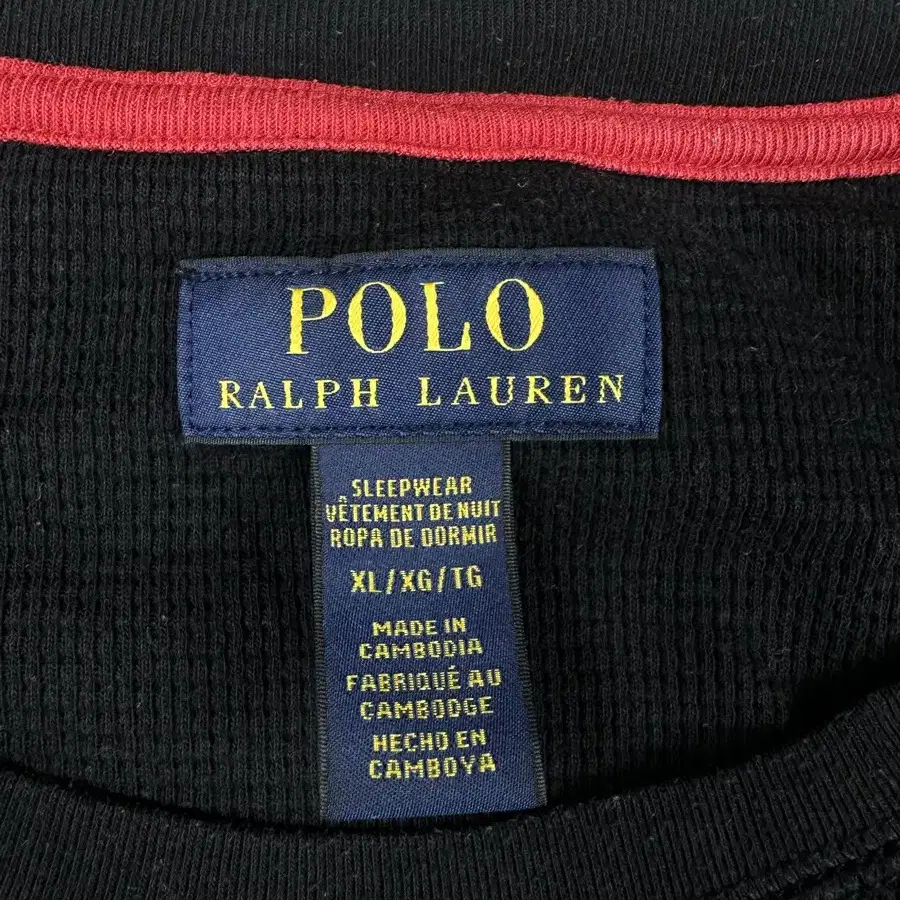 POLO
RALPH LAUREN
SLEEPWEAR
VÊTEMENT DE NUIT
ROPA DE DORMIR
XL/XG/TG
MADE IN
CAMBODIA
FABRIQUÉ AU
CAMBODGE
HECHO EN
CAMBOYA